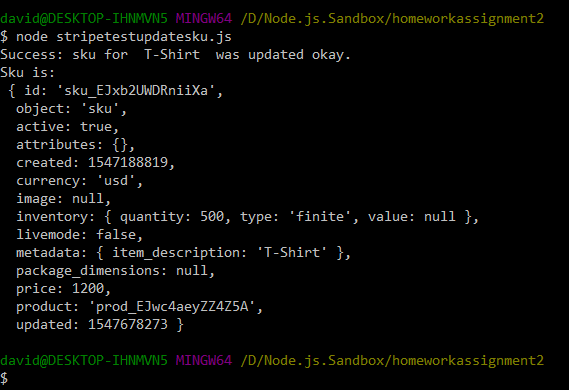 david@DESKTOP-IHNMVN5 MINGW64 /D/Node.js.Sandbox/homeworkassignment2
$ node stripetestupdatesku.js
Success: sku for  T-Shirt  was updated okay.
Sku is:
 { id: 'sku_EJxb2UWDRniiXa',
  object: 'sku',
  active: true,
  attributes: {},
  created: 1547188819,
  currency: 'usd',
  image: null,
  inventory: { quantity: 500, type: 'finite', value: null },
  livemode: false,
  metadata: { item_description: 'T-Shirt' },
  package_dimensions: null,
  price: 1200,
  product: 'prod_EJwc4aeyZZ4Z5A',
  updated: 1547678273 }
david@DESKTOP-IHNMVN5 MINGW64 /D/Node.js.Sandbox/homeworkassignment2
$